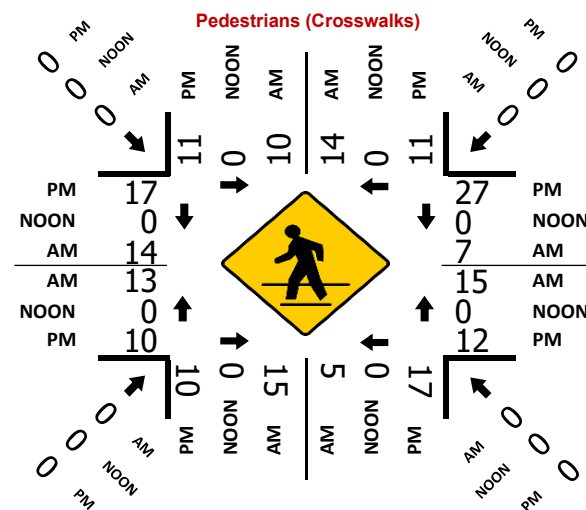 Pedestrians (Crosswalks)
0 PM
0 NOON
0 AM
PM NOON AM AM NOON PM
11 0 10 14 0 11
PM 0
NOON 0
AM 0
PM 17 27 PM
NOON 0 0 NOON
AM 14 7 AM
AM 13 15 AM
NOON 0 0 NOON
PM 10 12 PM
10 0 15 5 0 17
PM NOON AM AM NOON PM
0 AM
0 NOON
0 PM
AM 0
NOON 0
PM 0